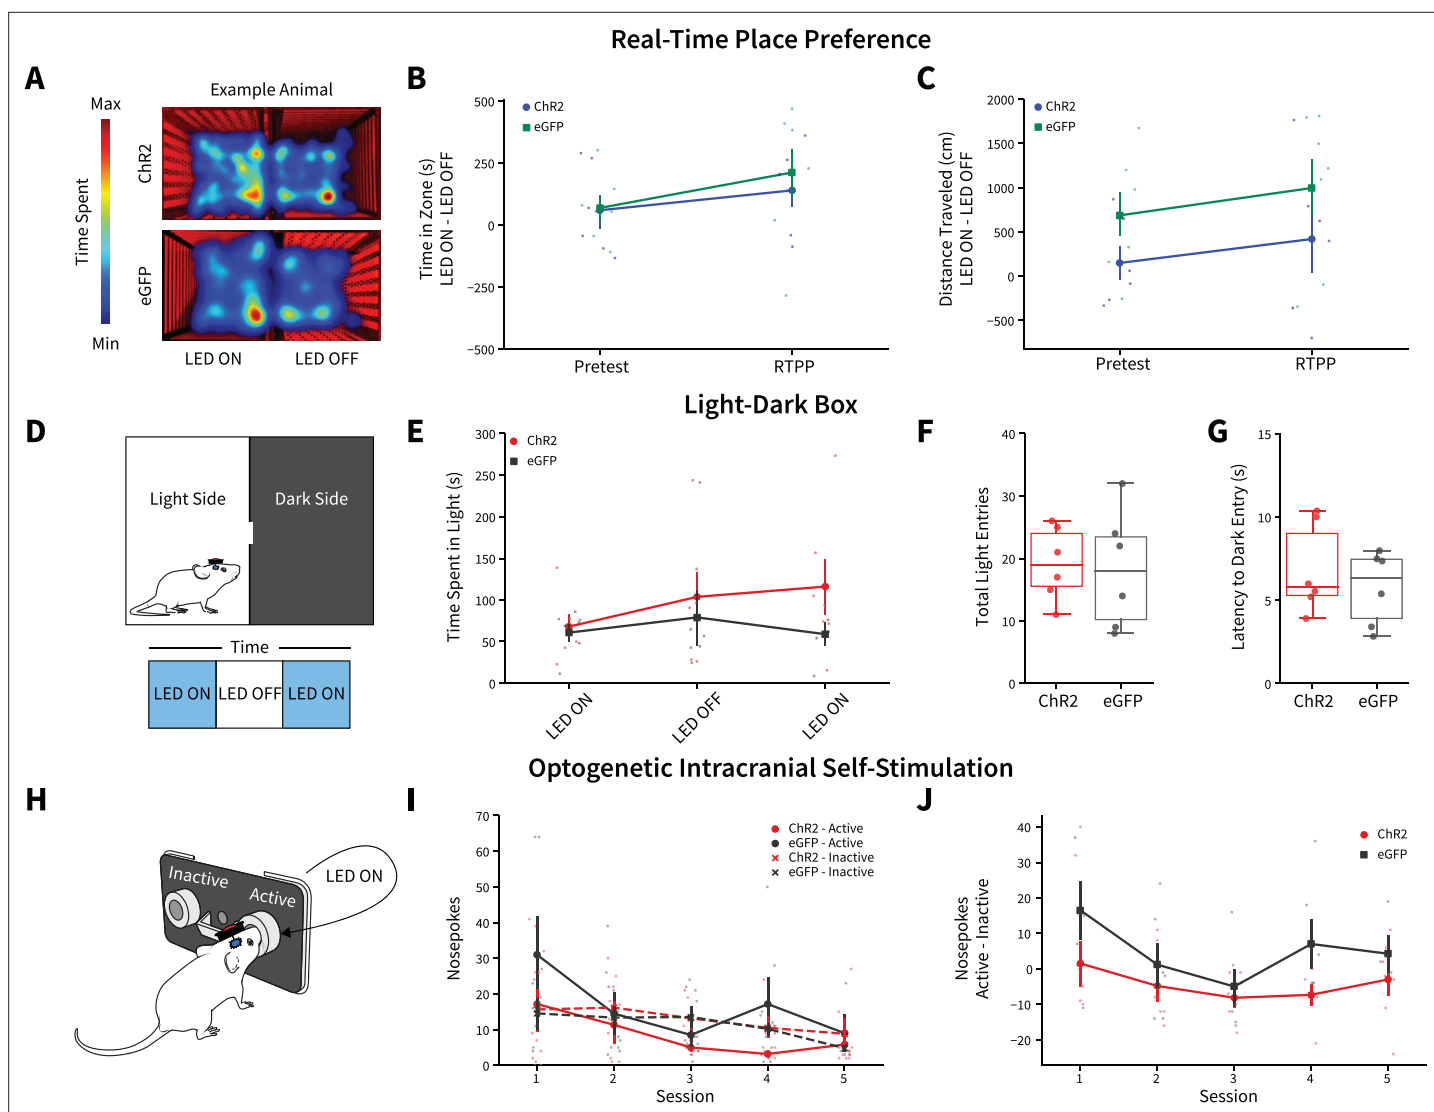 Real-Time Place Preference
A
Example Animal
Max
Time Spent
Min
ChR2
eGFP
LED ON
LED OFF
B
ChR2
eGFP
Time in Zone (s)
LED ON - LED OFF
500
250
0
−250
−500
Pretest
RTPP
C
ChR2
eGFP
Distance Traveled (cm)
LED ON - LED OFF
2000
1500
1000
500
0
−500
Pretest
RTPP
Light-Dark Box
D
Light Side
Dark Side
Time
LED ON
LED OFF
LED ON
E
ChR2
eGFP
Time Spent in Light (s)
300
250
200
150
100
50
0
LED ON
LED OFF
LED ON
F
Total Light Entries
40
30
20
10
0
ChR2
eGFP
G
Latency to Dark Entry (s)
15
10
5
0
ChR2
eGFP
Optogenetic Intracranial Self-Stimulation
H
Inactive
Active
LED ON
I
ChR2 - Active
eGFP - Active
ChR2 - Inactive
eGFP - Inactive
Nosepokes
70
60
50
40
30
20
10
0
1
2
3
4
5
Session
J
ChR2
eGFP
Nosepokes
Active - Inactive
40
30
20
10
0
−10
−20
1
2
3
4
5
Session